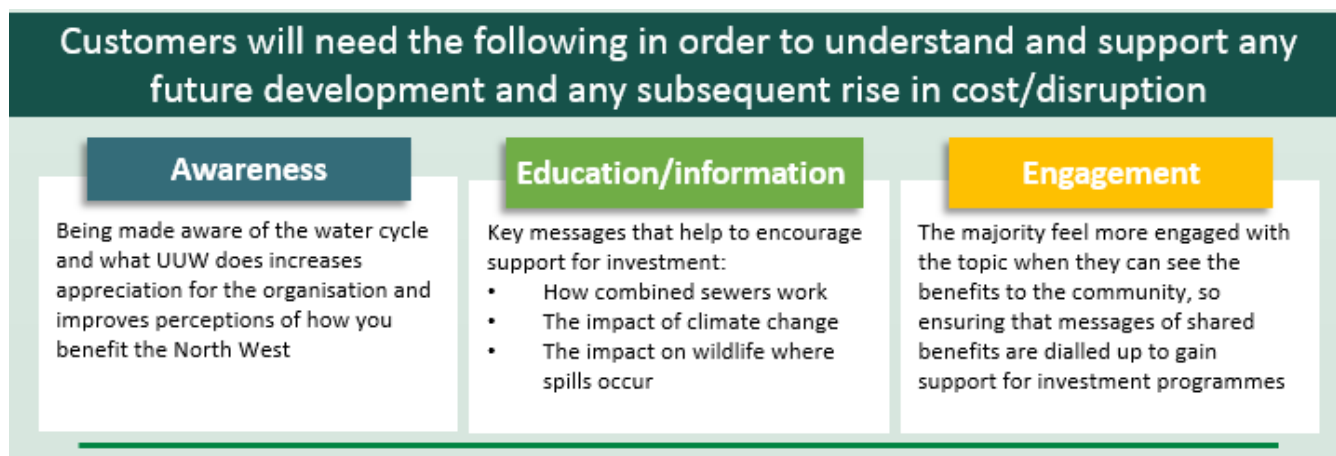 Customers will need the following in order to understand and support any
future development and any subsequent rise in cost/disruption
Awareness
Being made aware of the water cycle
and what UUW does increases
appreciation for the organisation and
improves perceptions of how you
benefit the North West
Education/information
Key messages that help to encourage
support for investment:
• How combined sewers work
• The impact of climate change
• The impact on wildlife where
spills occur
Engagement
The majority feel more engaged with
the topic when they can see the
benefits to the community, so
ensuring that messages of shared
benefits are dialled up to gain
support for investment programmes